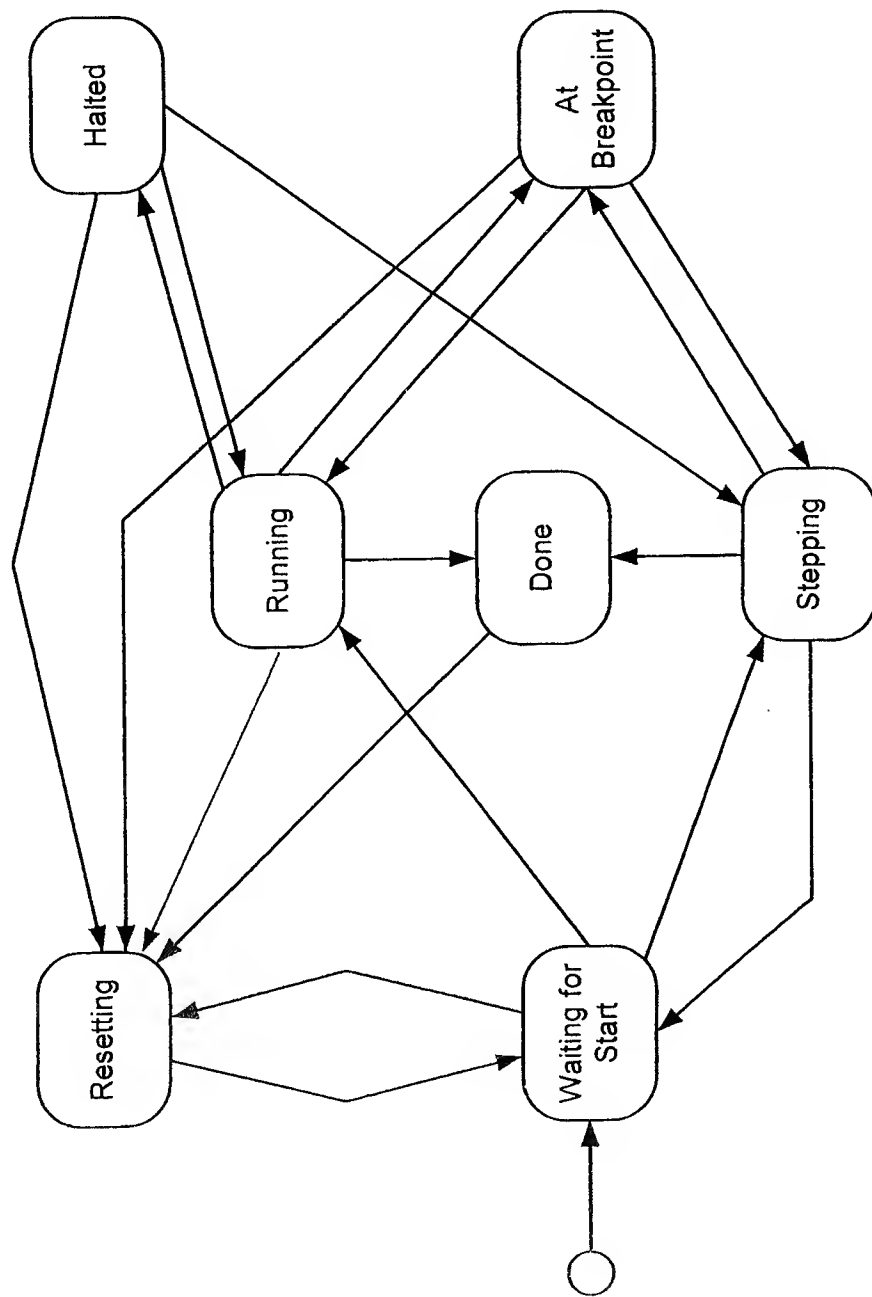 Resetting
Halted
Running
Waiting for
Start
Done
At
Breakpoint
Stepping